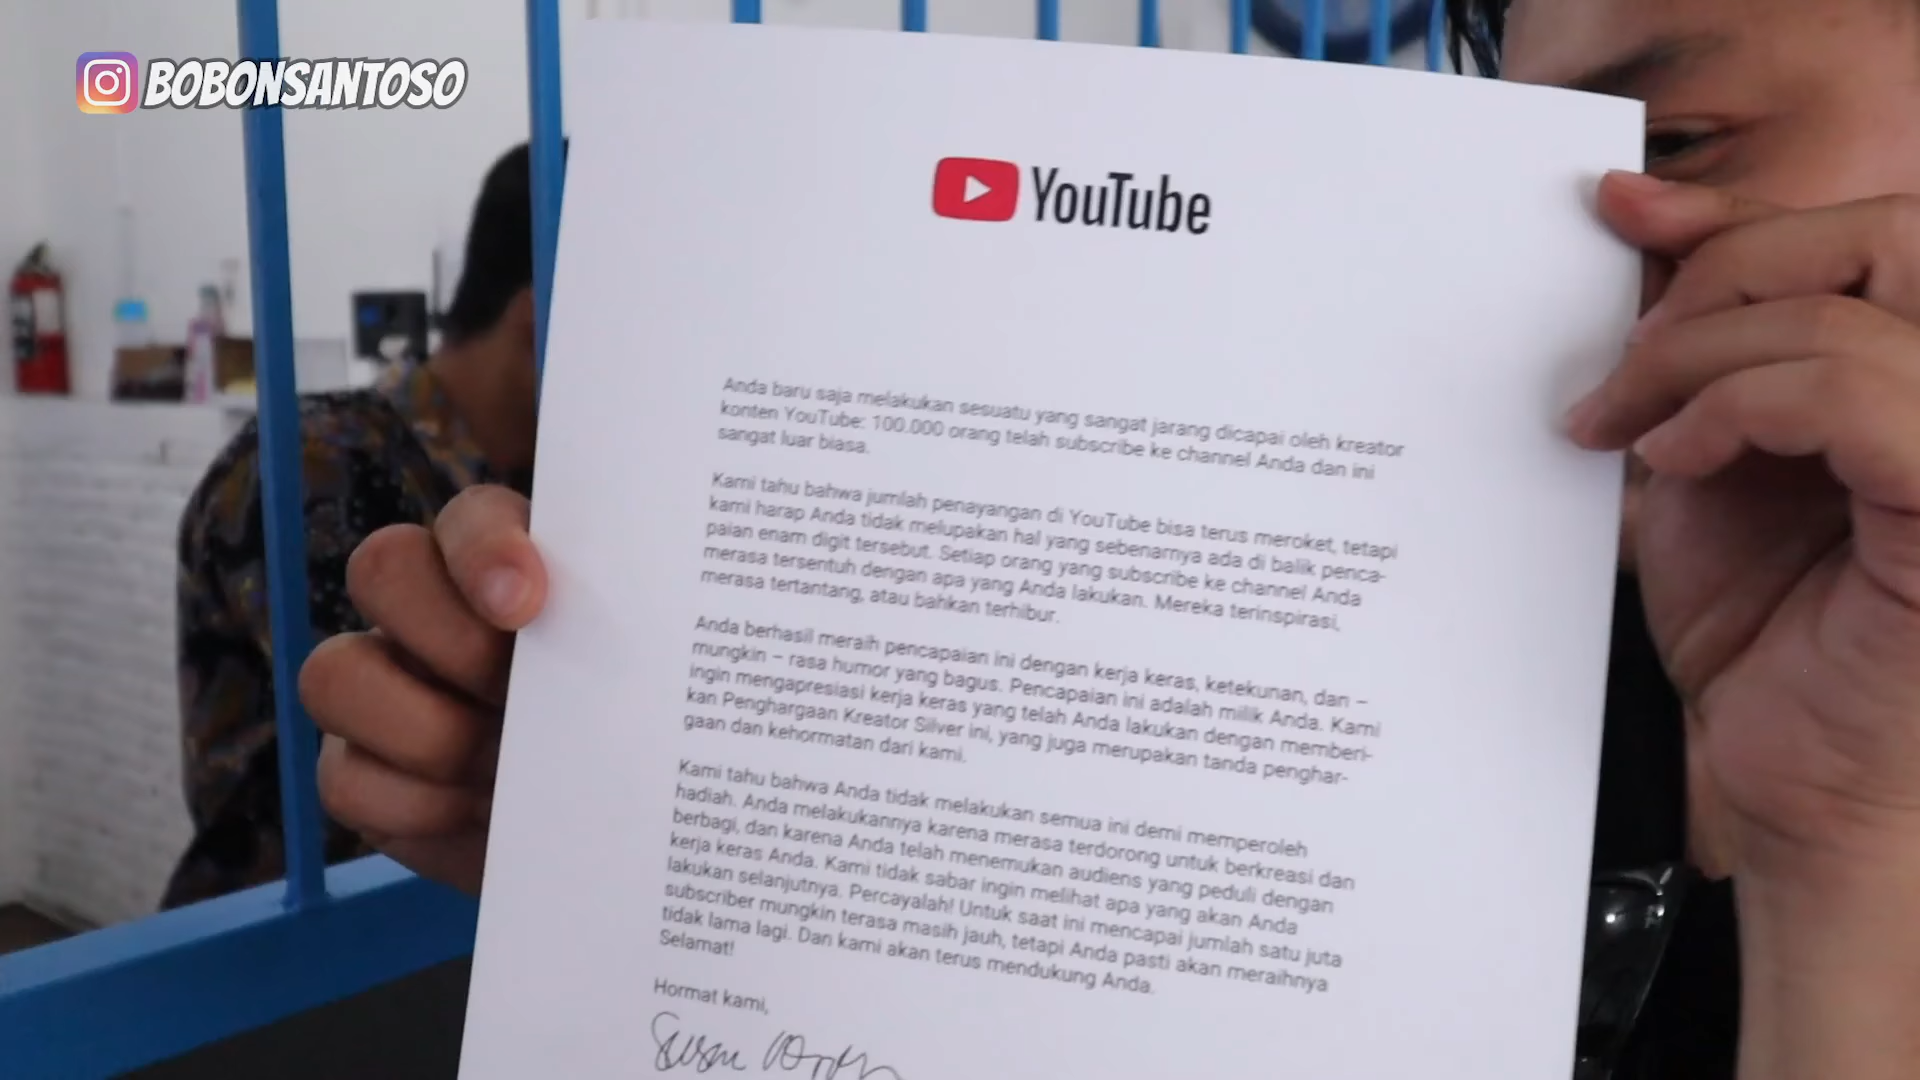 BOBONSANTOSO
YouTube
Anda baru saja melakukan sesuatu yang sangat jarang dicapai oleh kreator
konten YouTube: 100.000 orang telah subscribe ke channel Anda dan ini
sangat luar biasa.
Kami tahu bahwa jumlah penayangan di YouTube bisa terus meroket, tetapi
kami harap Anda tidak melupakan hal yang sebenarnya ada di balik penca-
paian enam digit tersebut. Setiap orang yang subscribe ke channel Anda
merasa tersentuh dengan apa yang Anda lakukan. Mereka terinspirasi,
merasa tertantang, atau bahkan terhibur.
Anda berhasil meraih pencapaian ini dengan kerja keras, ketekunan, dan –
mungkin – rasa humor yang bagus. Pencapaian ini adalah milik Anda. Kami
ingin mengapresiasi kerja keras yang telah Anda lakukan dengan memberi-
kan Penghargaan Kreator Silver ini, yang juga merupakan tanda penghar-
gaan dan kehormatan dari kami.
Kami tahu bahwa Anda tidak melakukan semua ini demi memperoleh
hadiah. Anda melakukannya karena merasa terdorong untuk berkreasi dan
berbagi, dan karena Anda telah menemukan audiens yang peduli dengan
kerja keras Anda. Kami tidak sabar ingin melihat apa yang akan Anda
lakukan selanjutnya. Percayalah! Untuk saat ini mencapai jumlah satu juta
subscriber mungkin terasa masih jauh, tetapi Anda pasti akan meraihnya
tidak lama lagi. Dan kami akan terus mendukung Anda.
Selamat!
Hormat kami,
Susan